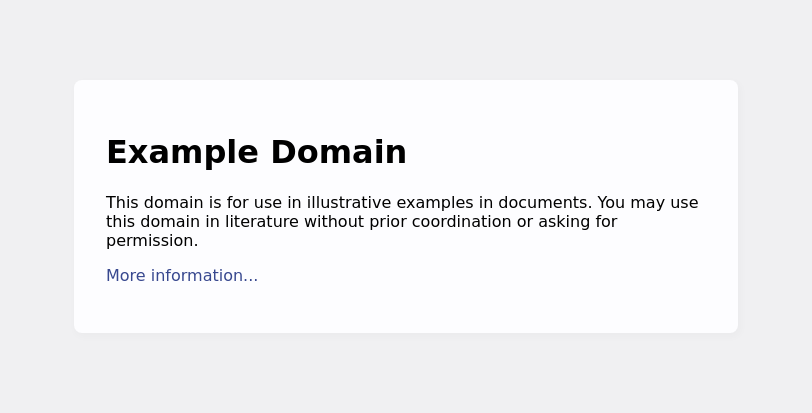 Example Domain
This domain is for use in illustrative examples in documents. You may use
this domain in literature without prior coordination or asking for
permission.
More information...